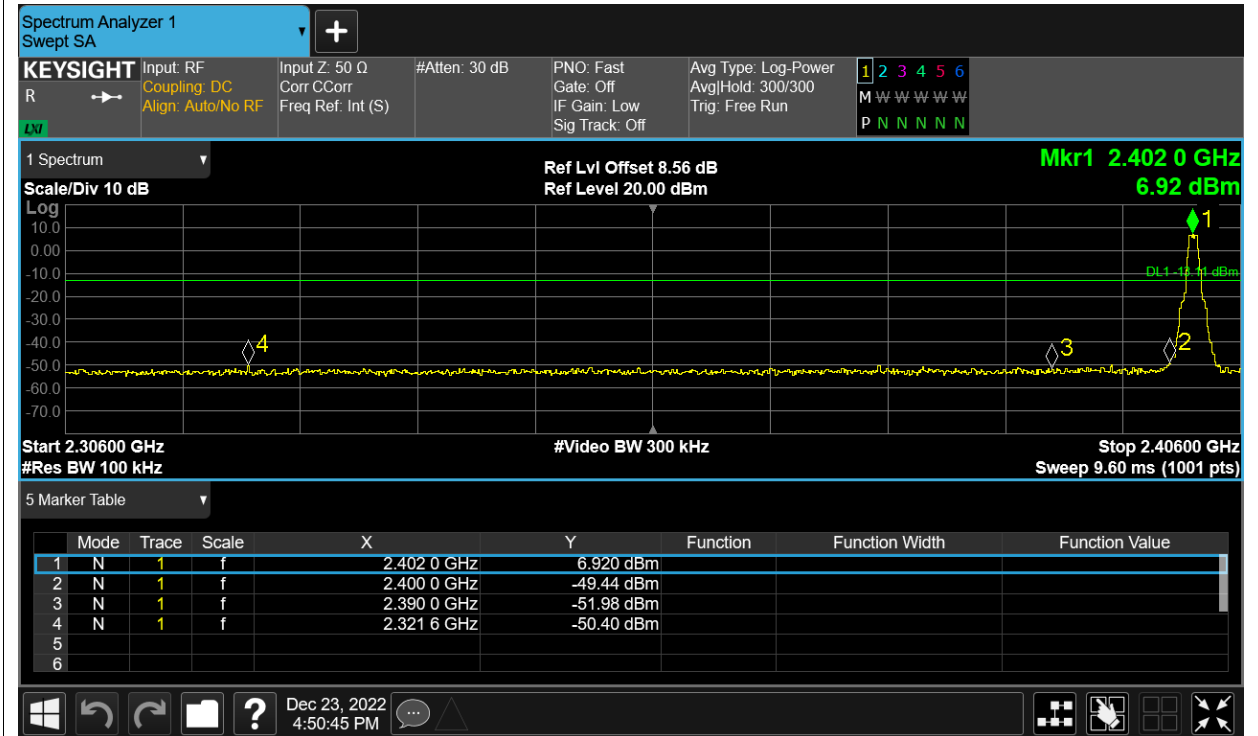 Spectrum Analyzer 1
Swept SA
+
KEYSIGHT
R
LXI
Input: RF
Coupling: DC
Align: Auto/No RF
Input Z: 50 Ω
Corr CCorr
Freq Ref: Int (S)
#Atten: 30 dB
PNO: Fast
Gate: Off
IF Gain: Low
Sig Track: Off
Avg Type: Log-Power
Avg|Hold: 300/300
Trig: Free Run
1 2 3 4 5 6
M W W W W W
P N N N N N
1 Spectrum
Scale/Div 10 dB
Ref Lvl Offset 8.56 dB
Ref Level 20.00 dBm
Mkr1 2.402 0 GHz
6.92 dBm
Log
10.0
0.00
-10.0
-20.0
-30.0
-40.0
-50.0
-60.0
-70.0
1
DL1 -13.11 dBm
4
3
2
Start 2.30600 GHz
#Video BW 300 kHz
Stop 2.40600 GHz
#Res BW 100 kHz
Sweep 9.60 ms (1001 pts)
5 Marker Table
Mode Trace Scale X Y Function Function Width Function Value
1 N 1 f 2.402 0 GHz 6.920 dBm
2 N 1 f 2.400 0 GHz -49.44 dBm
3 N 1 f 2.390 0 GHz -51.98 dBm
4 N 1 f 2.321 6 GHz -50.40 dBm
5
6
?
Dec 23, 2022
4:50:45 PM